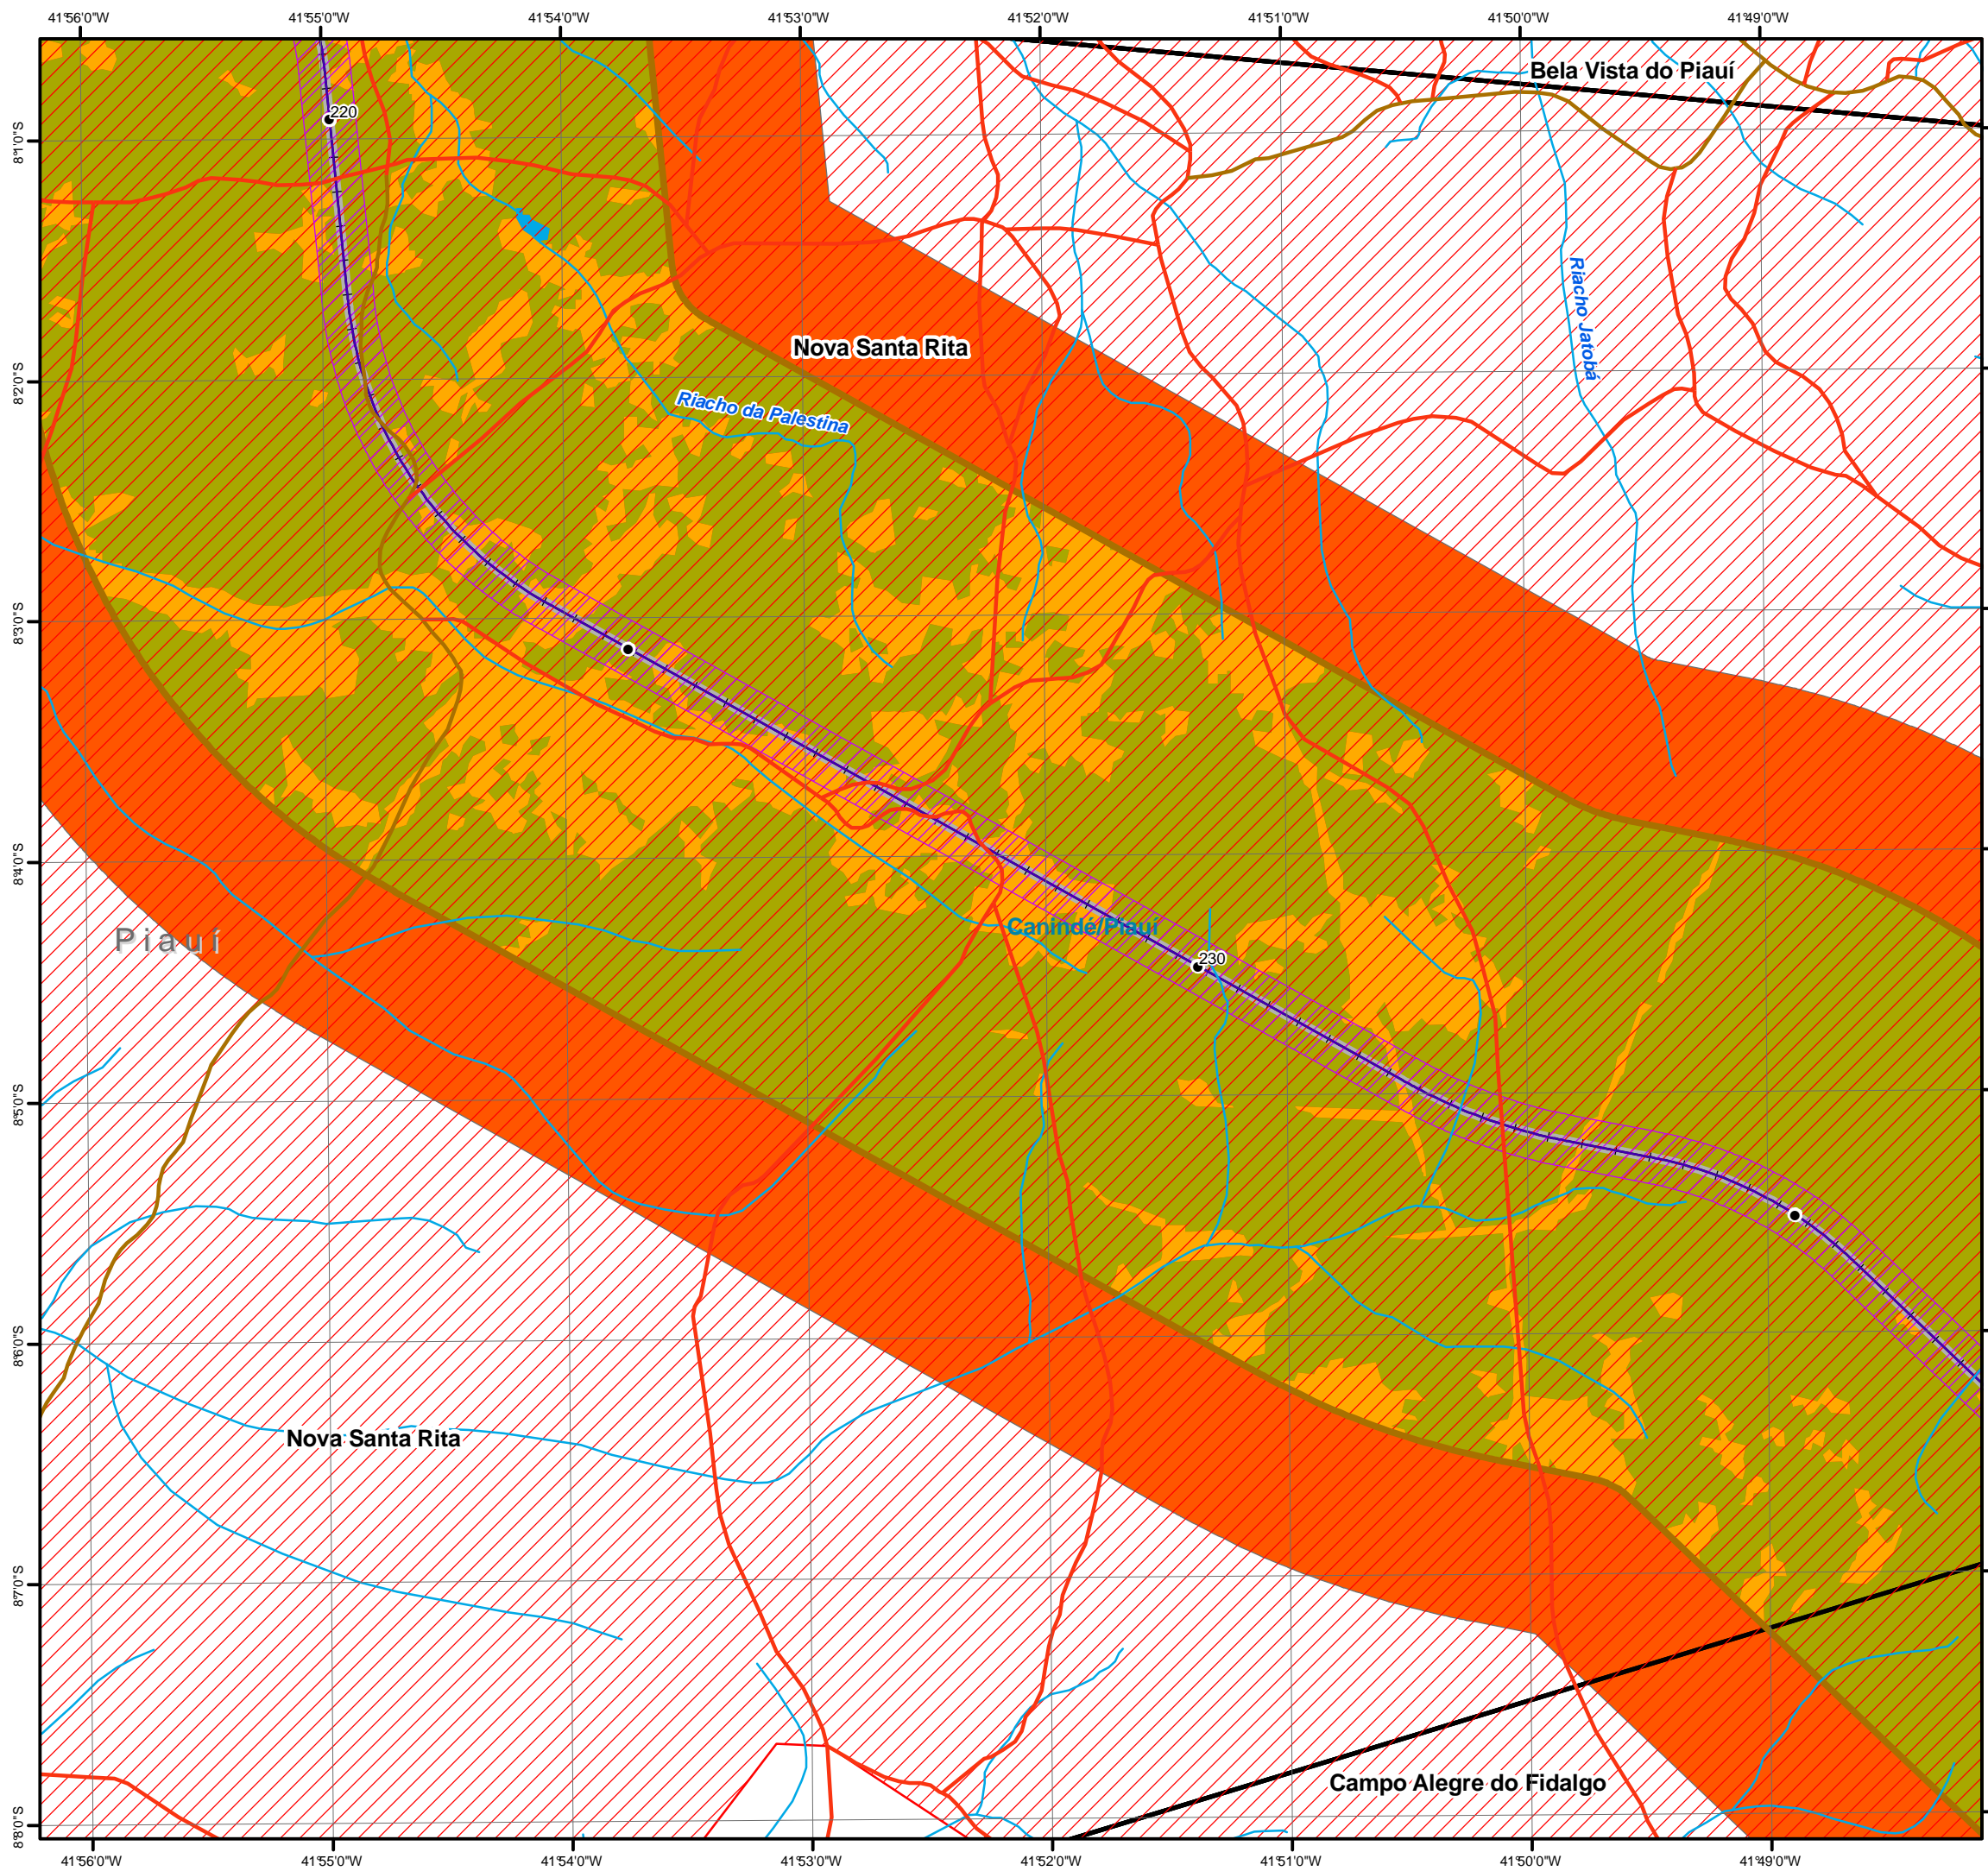 41°56'0"W 41°55'0"W 41°54'0"W 41°53'0"W 41°52'0"W 41°51'0"W 41°50'0"W 41°49'0"W
Bela Vista do Piauí
220
8°1'0"S
Riacho Jatobá
Nova Santa Rita
8°2'0"S
Riacho da Palestina
8°3'0"S
8°4'0"S
Canindé/Piauí
Piauí
230
8°5'0"S
8°6'0"S
Nova Santa Rita
8°7'0"S
Campo Alegre do Fidalgo
8°8'0"S
41°56'0"W 41°55'0"W 41°54'0"W 41°53'0"W 41°52'0"W 41°51'0"W 41°50'0"W 41°49'0"W